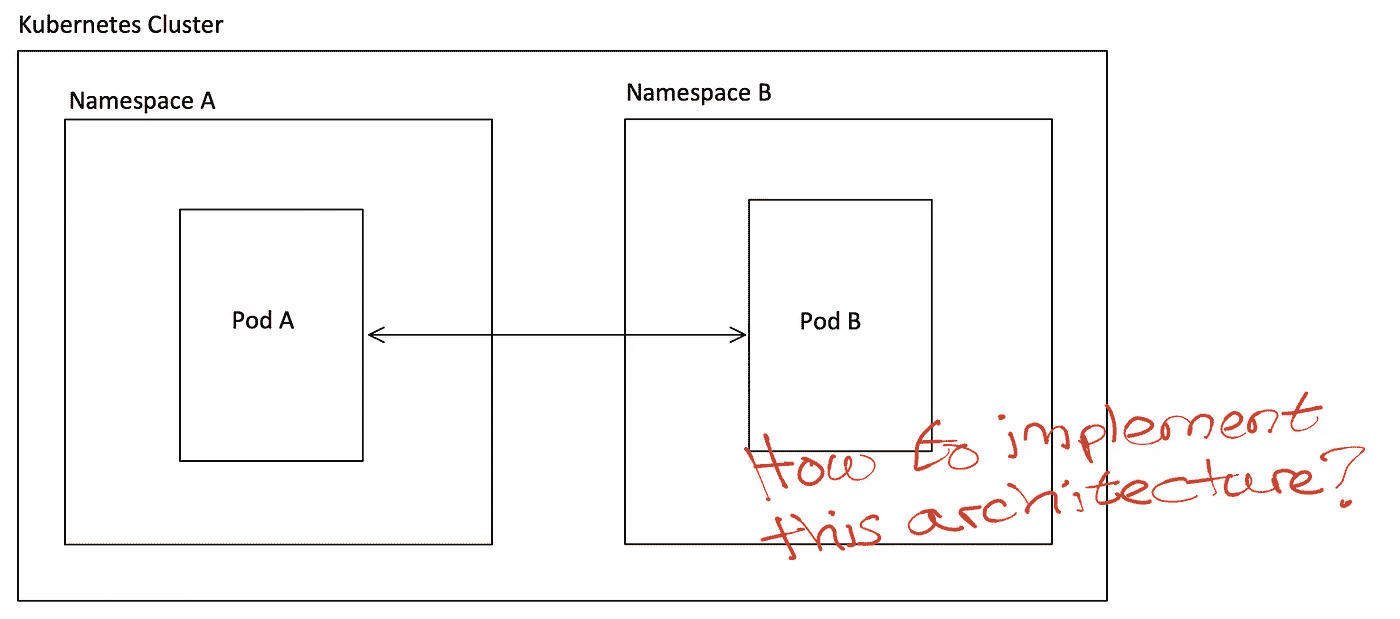 Kubernetes Cluster
Namespace A
Namespace B
Pod A
Pod B
How to implement
this architecture?